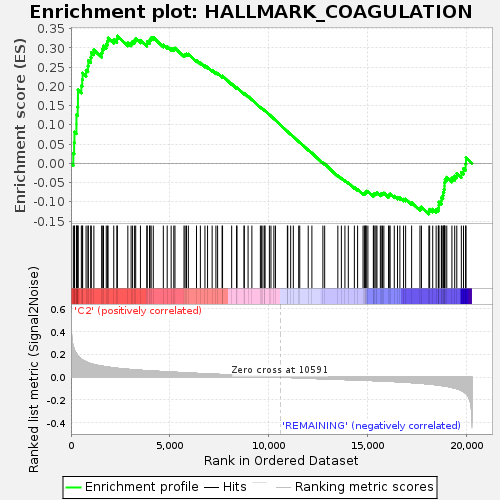 Enrichment plot: HALLMARK_COAGULATION
Enrichment score (ES)
0.35
0.30
0.25
0.20
0.15
0.10
0.05
0.00
-0.05
-0.10
-0.15
'C2' (positively correlated)
Ranked list metric (Signal2Noise)
0.6
0.4
0.2
0.0
-0.2
-0.4
Zero cross at 10591
'REMAINING' (negatively correlated)
0
5,000
10,000
15,000
20,000
Rank in Ordered Dataset
Enrichment profile
Hits
Ranking metric scores